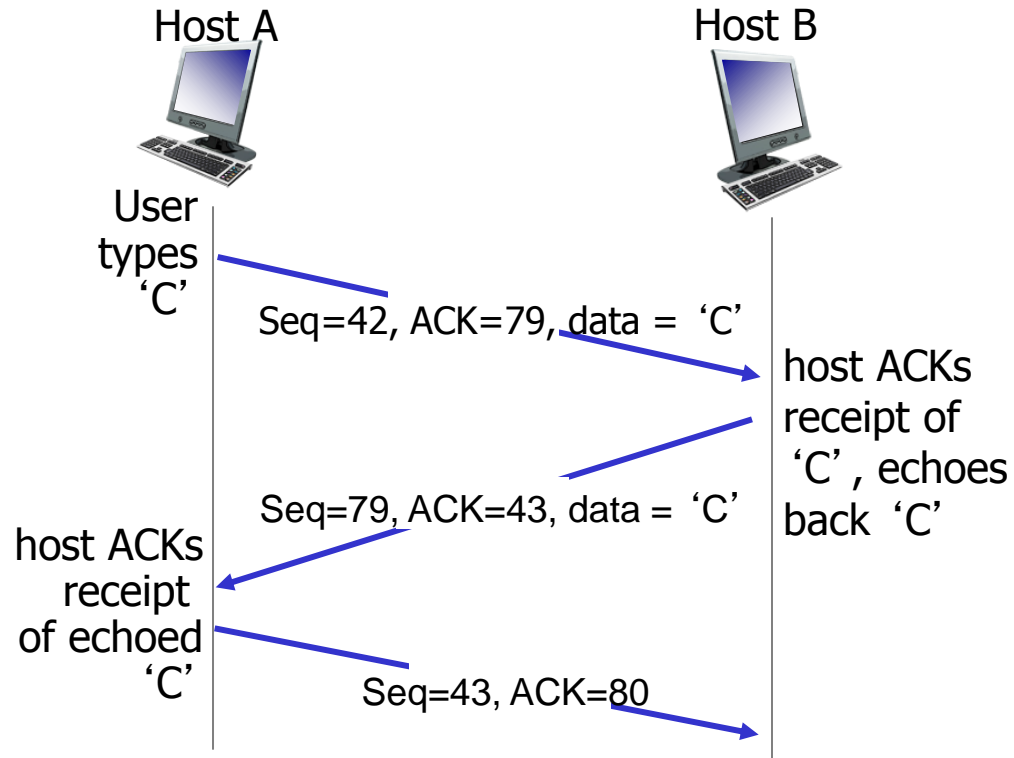 Host A
Host B
User
types
‘C’
Seq=42, ACK=79, data = ‘C’
host ACKs
receipt of
‘C’, echoes
back ‘C’
Seq=79, ACK=43, data = ‘C’
host ACKs
receipt
of echoed
‘C’
Seq=43, ACK=80